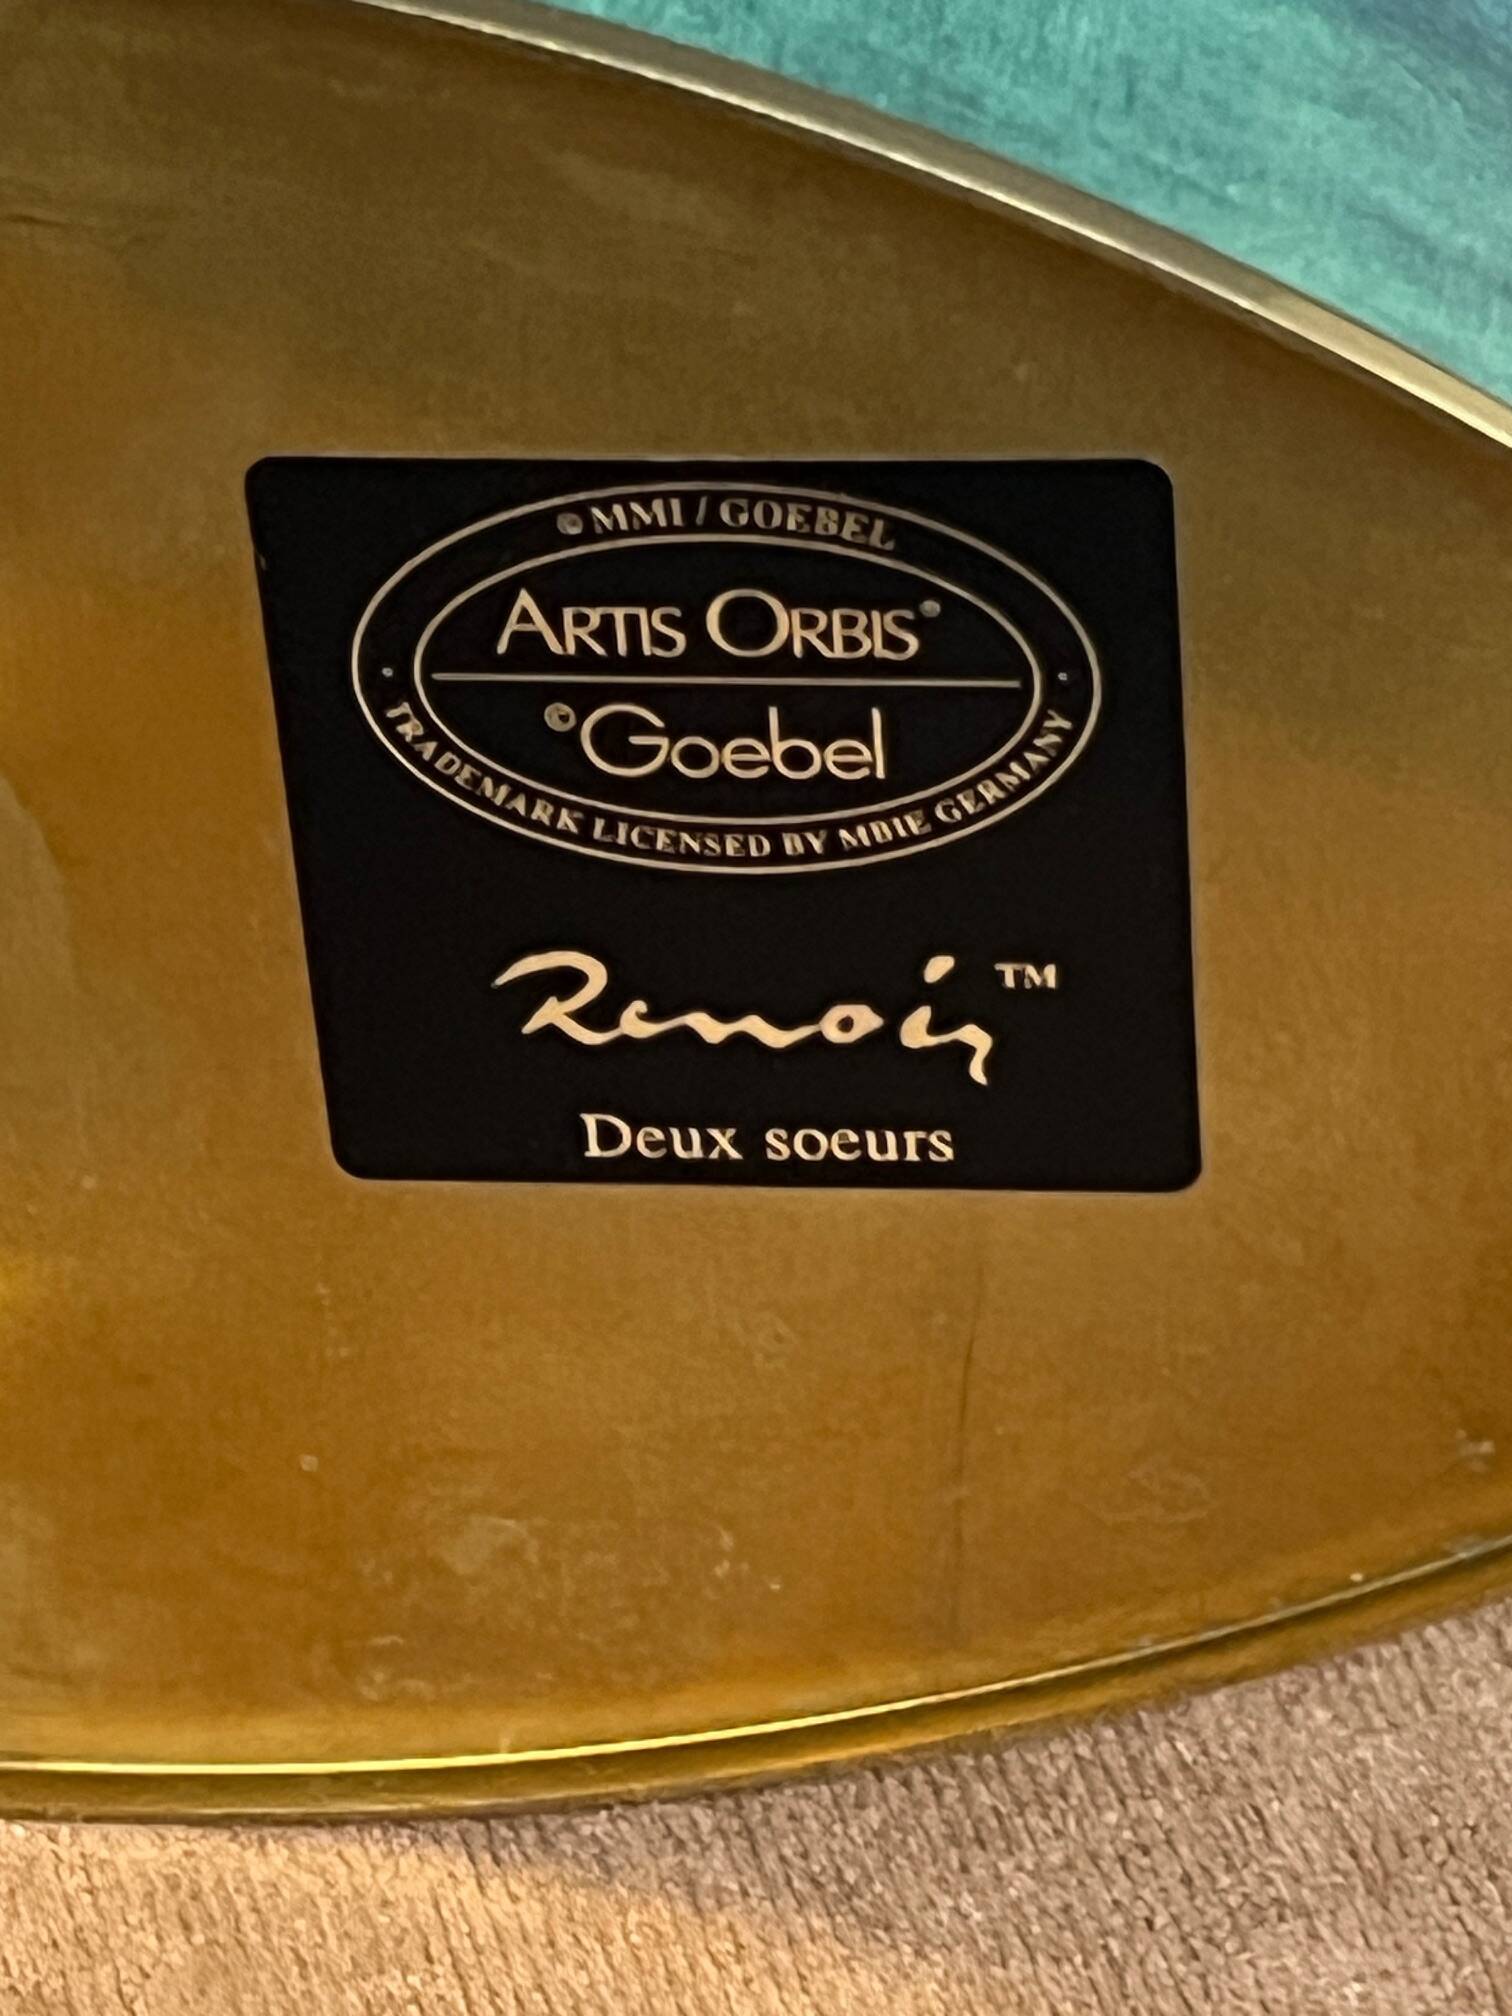 © MMI / GOEBEL
ARTIS ORBIS®
©Goebel
· TRADEMARK LICENSED BY MBIE GERMANY ·
Renoir™
Deux soeurs